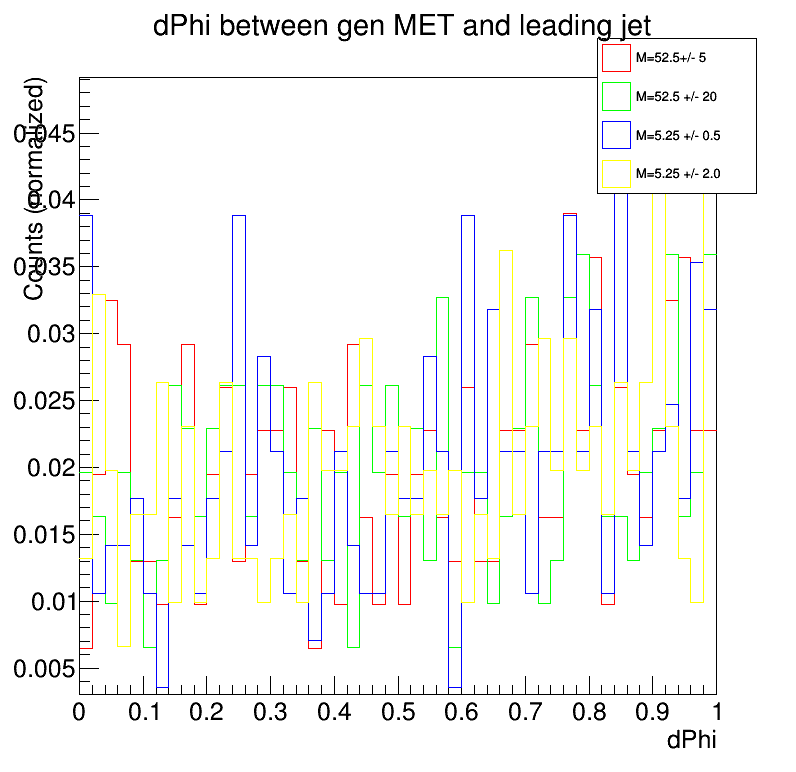 dPhi between gen MET and leading jet
M=52.5+/- 5
M=52.5 +/- 20
M=5.25 +/- 0.5
M=5.25 +/- 2.0
Counts (normalized)
0.045
0.04
0.035
0.03
0.025
0.02
0.015
0.01
0.005
0 0.1 0.2 0.3 0.4 0.5 0.6 0.7 0.8 0.9 1
dPhi